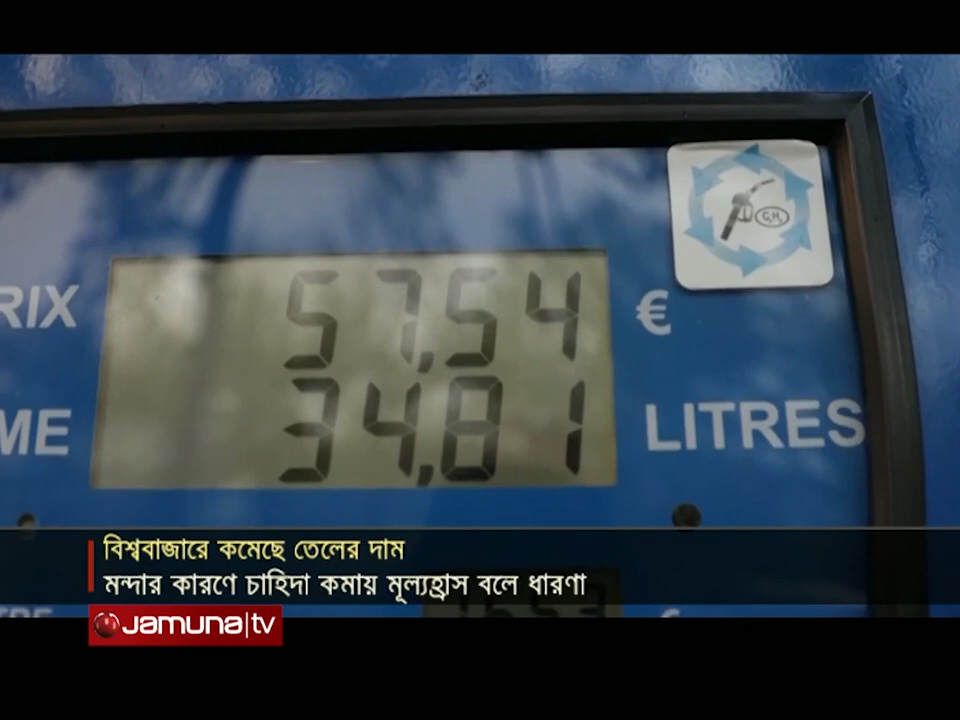 RIX
57,54 €
ME
34,81 LITRES
বিশ্ববাজারে কমেছে তেলের দাম
মন্দার কারণে চাহিদা কমায় মূল্যহ্রাস বলে ধারণা
Jamuna|tv